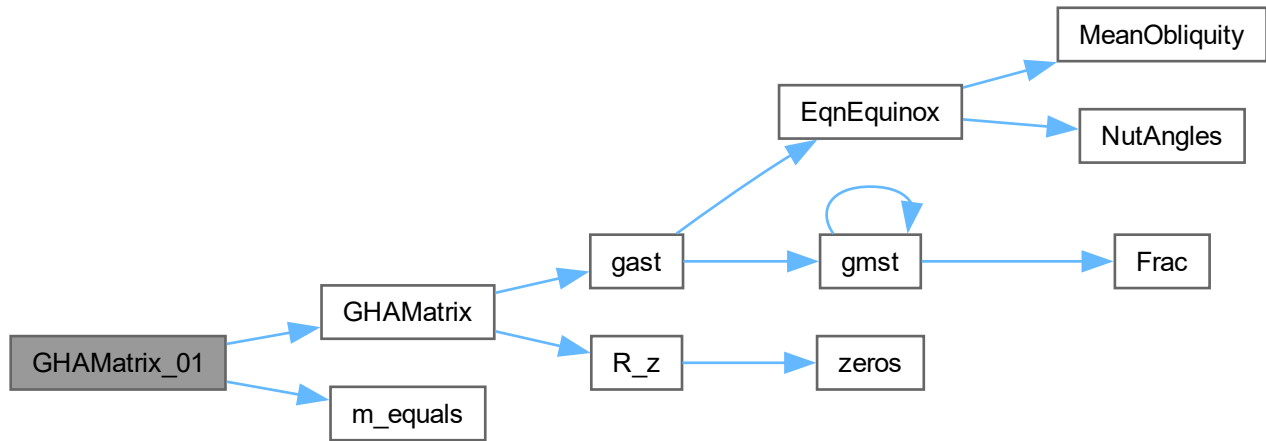 MeanObliquity
EqnEquinox
NutAngles
gast
gmst
Frac
GHAMatrix
GHAMatrix_01
R_z
zeros
m_equals